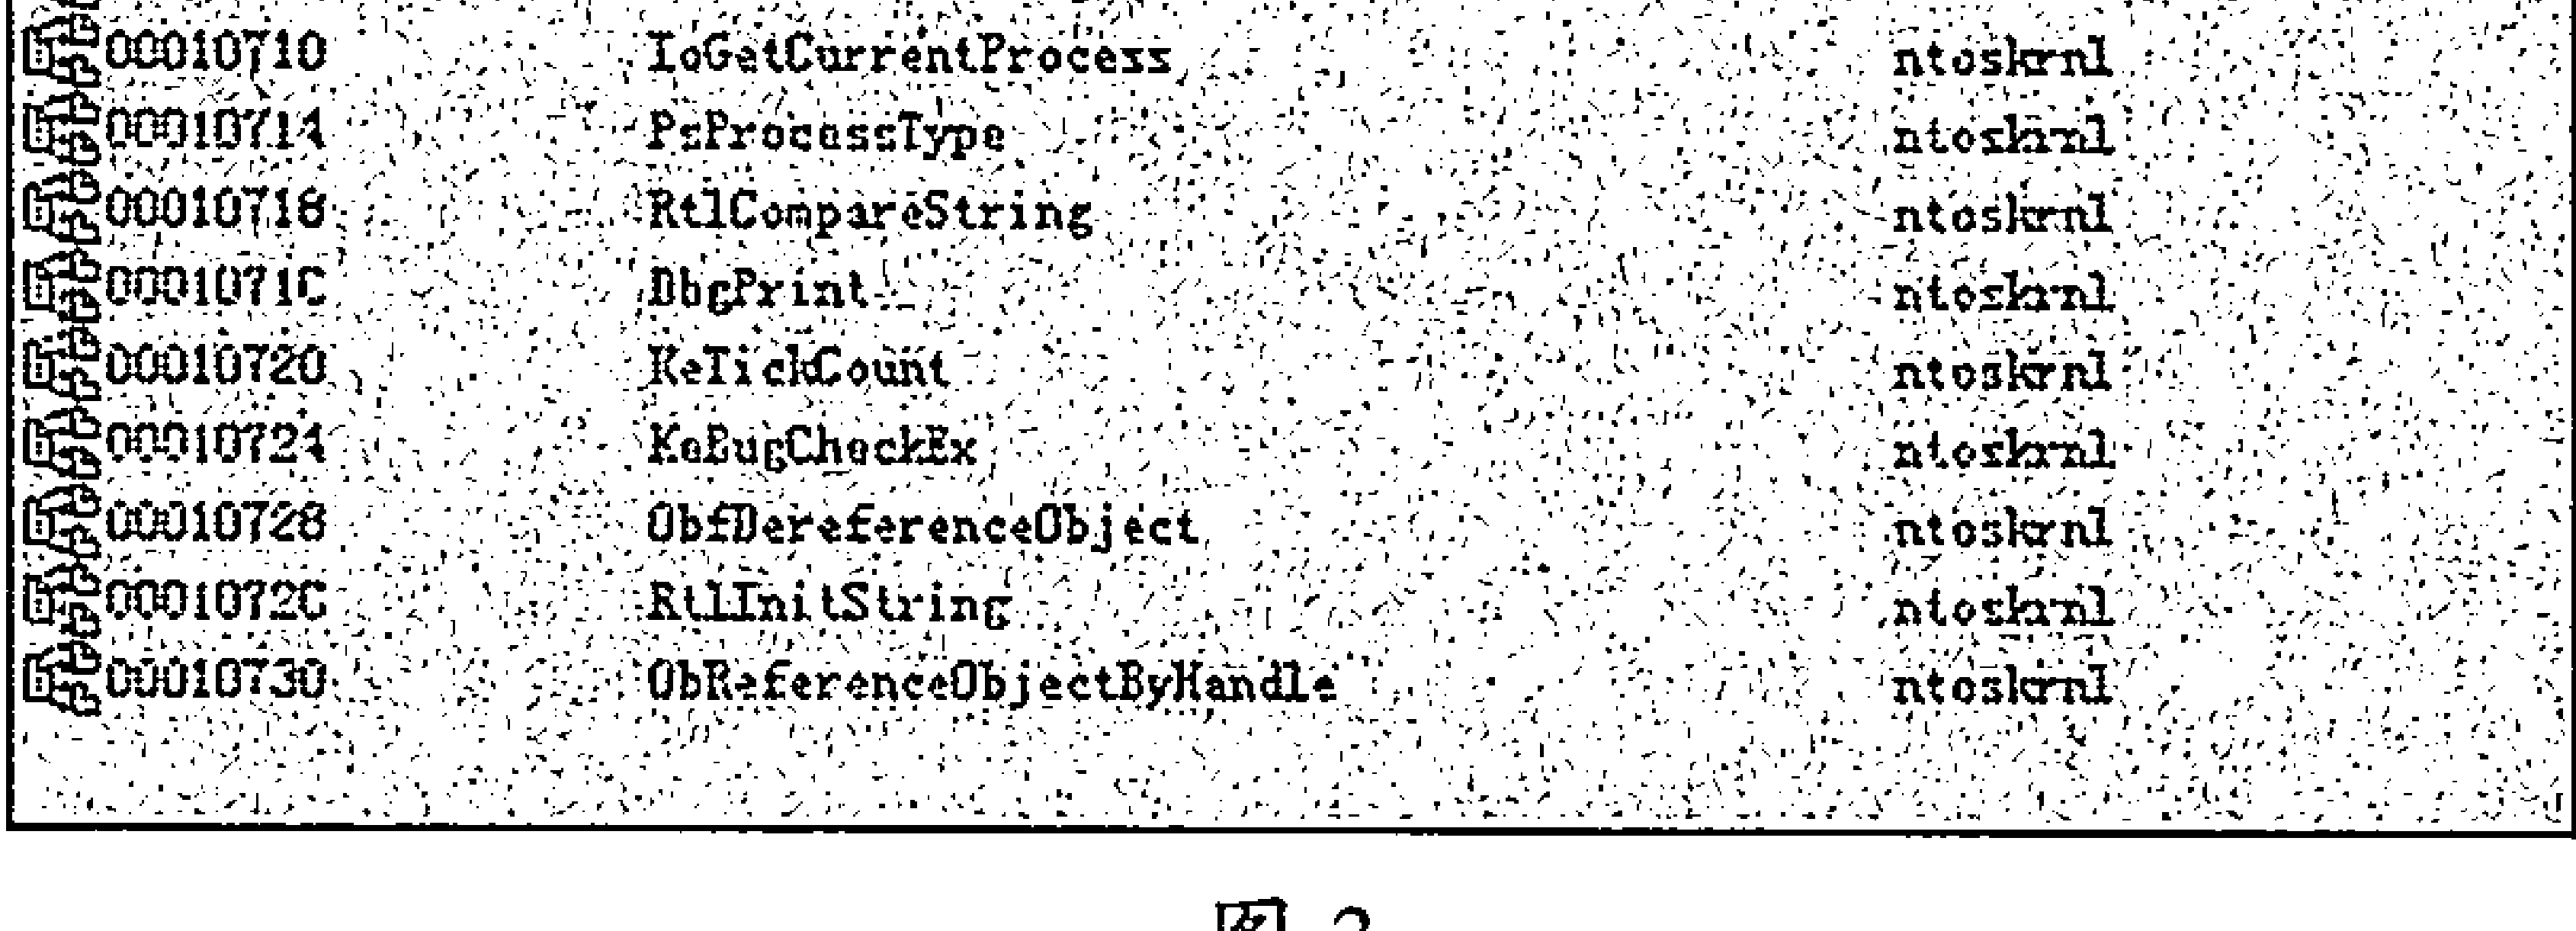 00010710 IoGetCurrentProcess ntoskrnl
00010714 PsProcessType ntoskrnl
00010718 RtlCompareString ntoskrnl
0001071C DbgPrint ntoskrnl
00010720 KeTickCount ntoskrnl
00010724 KeBugCheckEx ntoskrnl
00010728 ObfDereferenceObject ntoskrnl
0001072C RtlInitString ntoskrnl
00010730 ObReferenceObjectByHandle ntoskrnl
图